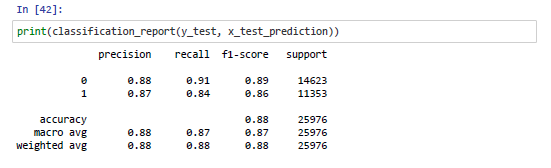 In [42]:
print(classification_report(y_test, x_test_prediction))
precision recall f1-score support
0 0.88 0.91 0.89 14623
1 0.87 0.84 0.86 11353
accuracy 0.88 25976
macro avg 0.88 0.87 0.87 25976
weighted avg 0.88 0.88 0.88 25976